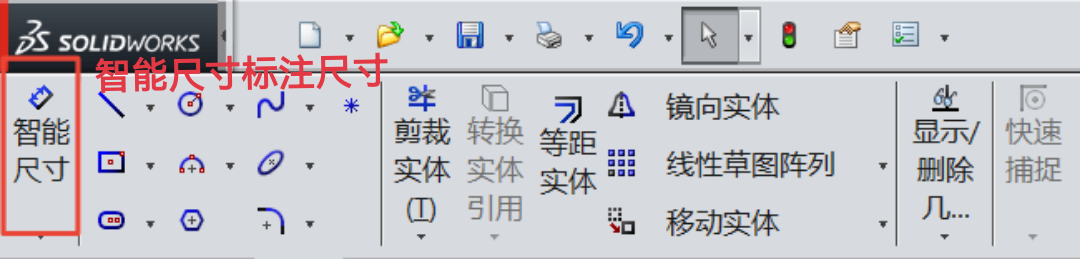 SOLIDWORKS
智能尺寸标注尺寸
智能
尺寸
剪裁
实体
(T)
转换
实体
引用
等距
实体
镜向实体
线性草图阵列
移动实体
显示/
删除
几...
快速
捕捉